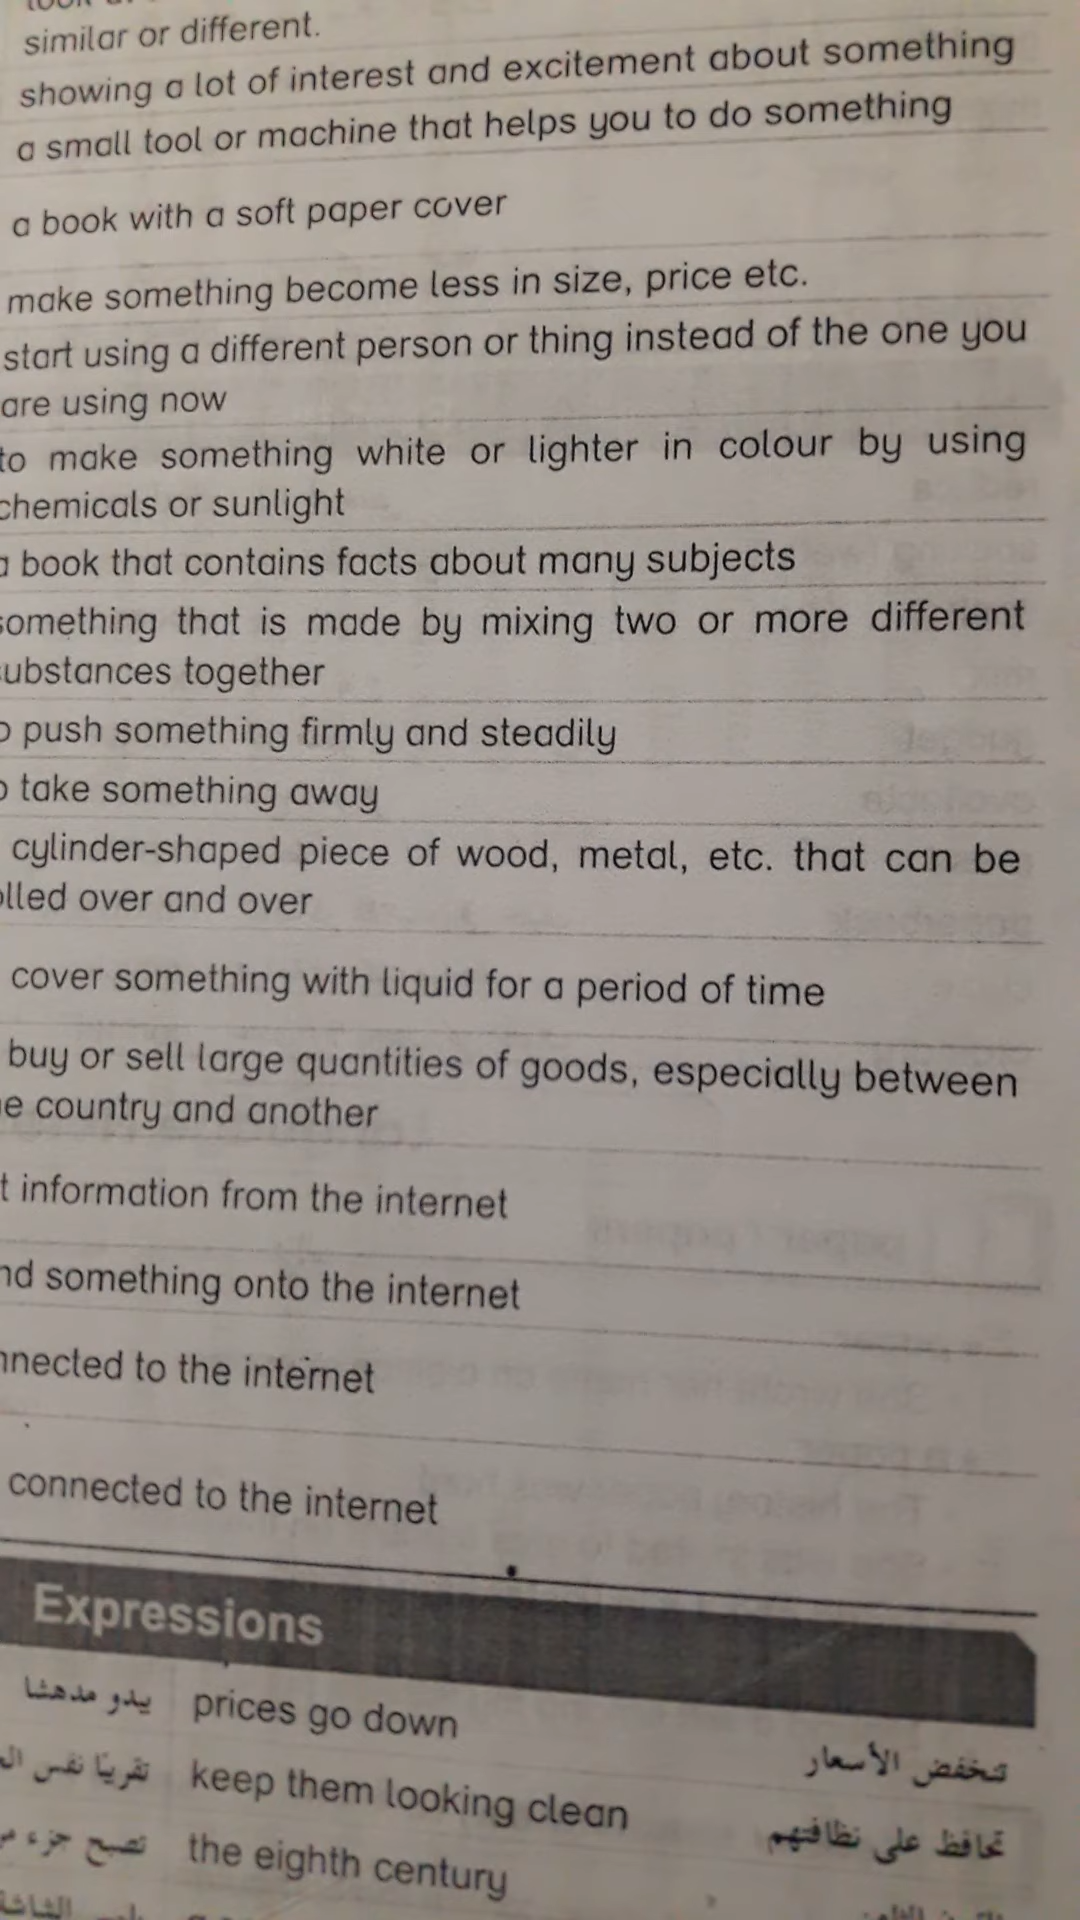 similar or different.
showing a lot of interest and excitement about something
a small tool or machine that helps you to do something
a book with a soft paper cover
make something become less in size, price etc.
start using a different person or thing instead of the one you
are using now
to make something white or lighter in colour by using
chemicals or sunlight
a book that contains facts about many subjects
something that is made by mixing two or more different
substances together
push something firmly and steadily
take something away
cylinder-shaped piece of wood, metal, etc. that can be
lled over and over
cover something with liquid for a period of time
buy or sell large quantities of goods, especially between
e country and another
t information from the internet
nd something onto the internet
nnected to the internet
connected to the internet
Expressions
يبدو مدهشا prices go down تنخفض الأسعار
تقريبًا نفس keep them looking clean تحافظ على نظافتهم
تصبح جزء the eighth century